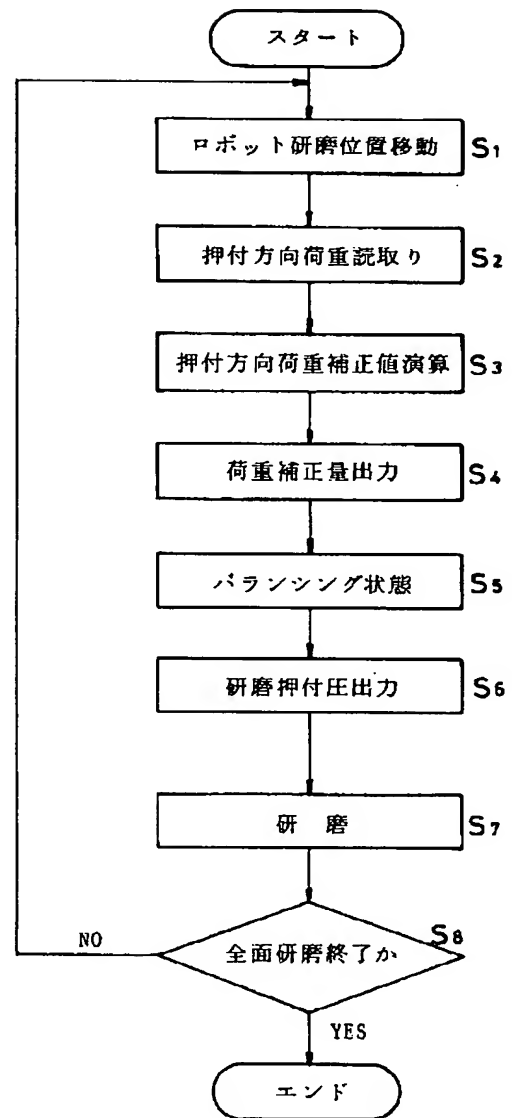 スタート
ロボット研磨位置移動 S1
押付方向荷重読取り S2
押付方向荷重補正値演算 S3
荷重補正量出力 S4
バランシング状態 S5
研磨押付圧出力 S6
研 磨 S7
S8
NO 全面研磨終了か
YES
エンド